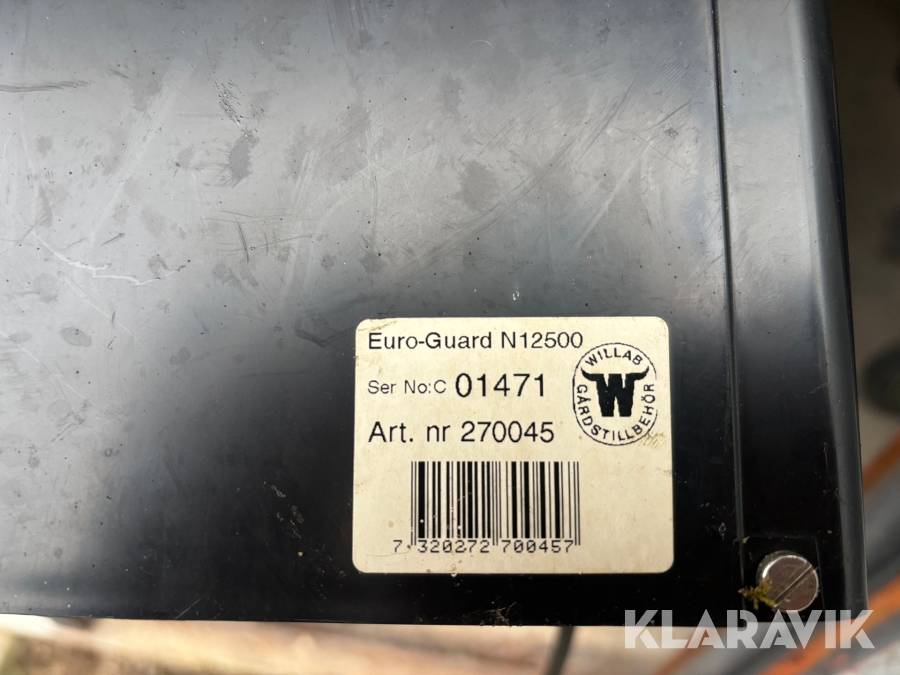 Euro-Guard N12500
Ser No:C 01471
Art. nr 270045
WILLAB
W
GÅRDSTILLBEHÖR
7 320272 700457
KLARAVIK